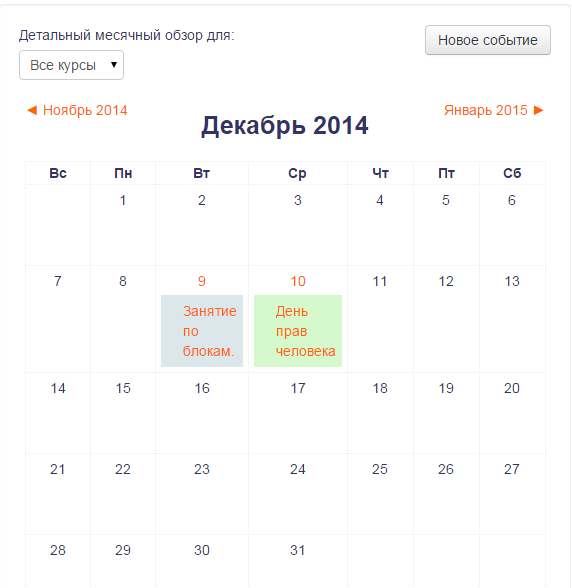 Детальный месячный обзор для:
Новое событие
Все курсы ▼
◄ Ноябрь 2014
Декабрь 2014
Январь 2015 ►
Вс Пн Вт Ср Чт Пт Сб
1 2 3 4 5 6
7 8 9 10 11 12 13
Занятие
по
блокам.
День
прав
человека
14 15 16 17 18 19 20
21 22 23 24 25 26 27
28 29 30 31